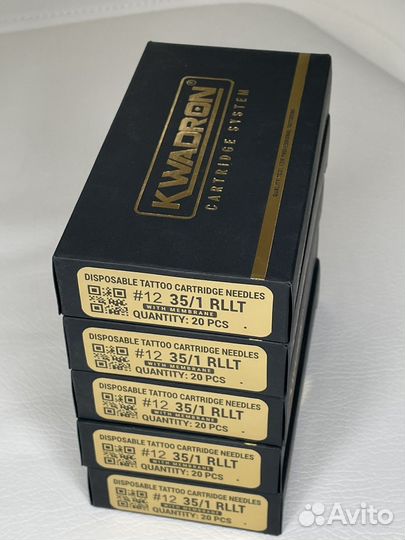 KWADRON®
CARTRIDGE SYSTEM
DISPOSABLE TATTOO CARTRIDGE NEEDLES
#12 35/1 RLLT
WITH MEMBRANE
QUANTITY: 20 PCS
DISPOSABLE TATTOO CARTRIDGE NEEDLES
#12 35/1 RLLT
WITH MEMBRANE
QUANTITY: 20 PCS
DISPOSABLE TATTOO CARTRIDGE NEEDLES
#12 35/1 RLLT
WITH MEMBRANE
QUANTITY: 20 PCS
DISPOSABLE TATTOO CARTRIDGE NEEDLES
#12 35/1 RLLT
WITH MEMBRANE
QUANTITY: 20 PCS
DISPOSABLE TATTOO CARTRIDGE NEEDLES
#12 35/1 RLLT
WITH MEMBRANE
QUANTITY: 20 PCS
Avito